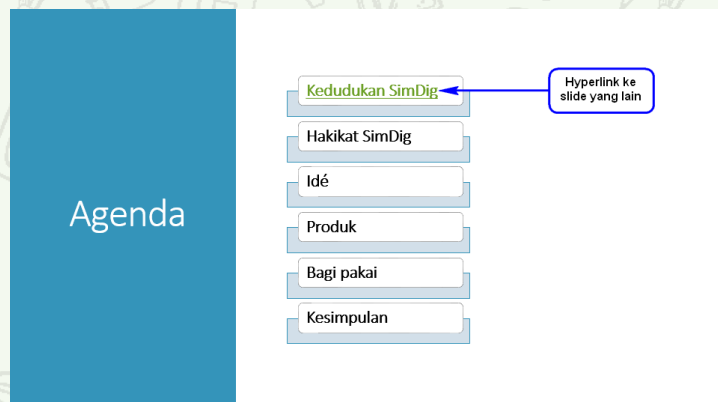 Agenda
Kedudukan SimDig
Hyperlink ke
slide yang lain
Hakikat SimDig
Idé
Produk
Bagi pakai
Kesimpulan